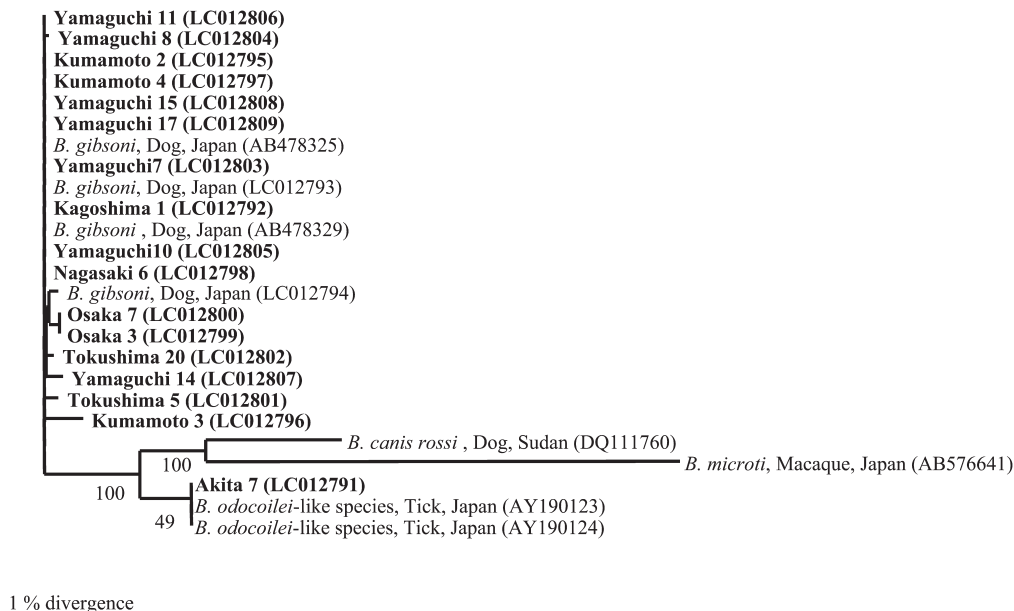 Yamaguchi 11 (LC012806)
Yamaguchi 8 (LC012804)
Kumamoto 2 (LC012795)
Kumamoto 4 (LC012797)
Yamaguchi 15 (LC012808)
Yamaguchi 17 (LC012809)
B. gibsoni, Dog, Japan (AB478325)
Yamaguchi7 (LC012803)
B. gibsoni, Dog, Japan (LC012793)
Kagoshima 1 (LC012792)
B. gibsoni , Dog, Japan (AB478329)
Yamaguchi10 (LC012805)
Nagasaki 6 (LC012798)
B. gibsoni, Dog, Japan (LC012794)
Osaka 7 (LC012800)
Osaka 3 (LC012799)
Tokushima 20 (LC012802)
Yamaguchi 14 (LC012807)
Tokushima 5 (LC012801)
Kumamoto 3 (LC012796)
B. canis rossi , Dog, Sudan (DQ111760)
100
B. microti, Macaque, Japan (AB576641)
Akita 7 (LC012791)
100
B. odocoilei-like species, Tick, Japan (AY190123)
49
B. odocoilei-like species, Tick, Japan (AY190124)
1 % divergence